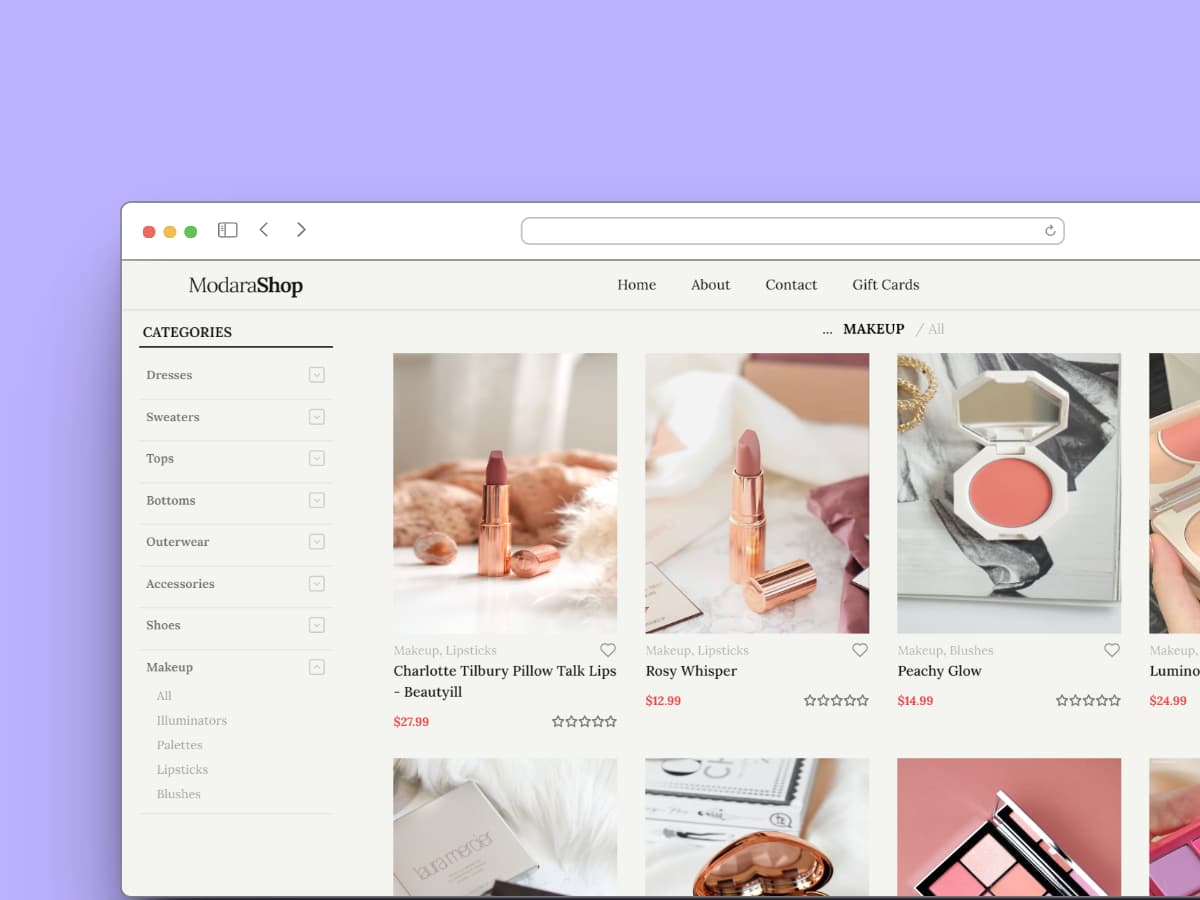 ModaraShop
Home
About
Contact
Gift Cards
CATEGORIES
... MAKEUP / All
Dresses
Sweaters
Tops
Bottoms
Outerwear
Accessories
Shoes
Makeup
All
Illuminators
Palettes
Lipsticks
Blushes
Makeup, Lipsticks
Charlotte Tilbury Pillow Talk Lips
- Beautyill
$27.99
Makeup, Lipsticks
Rosy Whisper
$12.99
Makeup, Blushes
Peachy Glow
$14.99
Makeup,
Lumino
$24.99
laura mercier